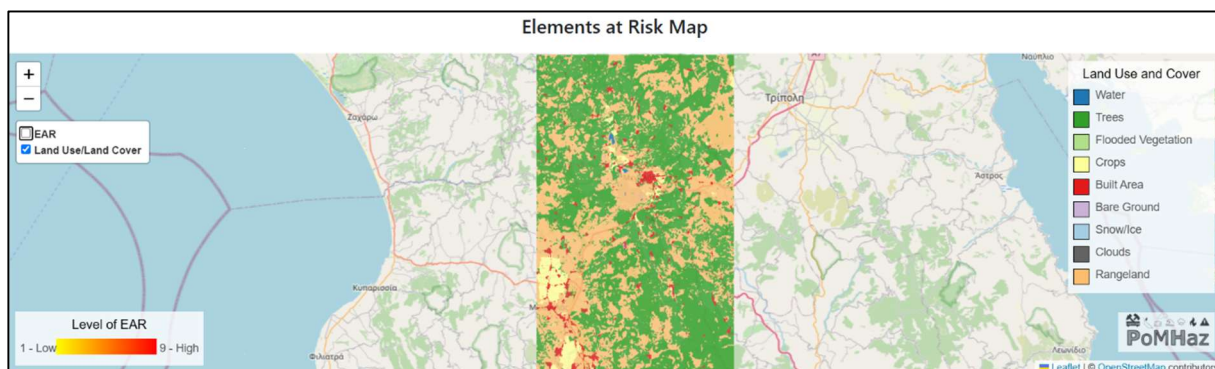 Elements at Risk Map
+
−
EAR
Land Use/Land Cover
Ζαχάρω
Κυπαρισσία
Φιλιατρά
Τρίπολη
Άστρος
Λεωνίδιο
Ναύπλιο
Land Use and Cover
Water
Trees
Flooded Vegetation
Crops
Built Area
Bare Ground
Snow/Ice
Clouds
Rangeland
Level of EAR
1 - Low
9 - High
PoMHaz
Leaflet | © OpenStreetMap contributors